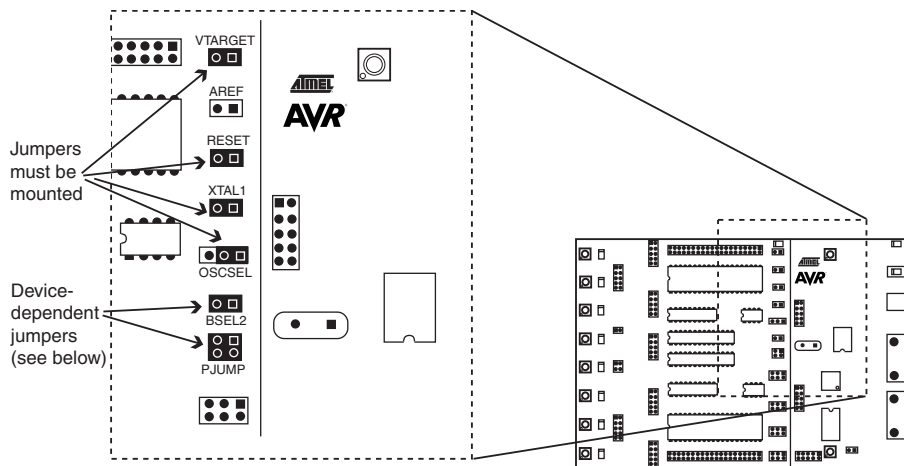 VTARGET
AREF
RESET
XTAL1
OSCSEL
BSEL2
PJUMP
Jumpers
must be
mounted
Device-
dependent
jumpers
(see below)
ATMEL
AVR
ATMEL
AVR